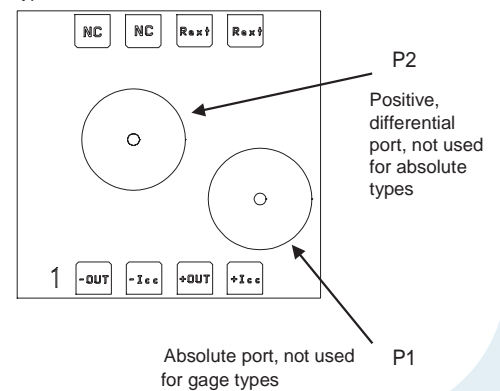 NC NC Rext Rext
P2
Positive,
differential
port, not used
for absolute
types
1 -OUT -Icc +OUT +Icc
Absolute port, not used
for gage types
P1